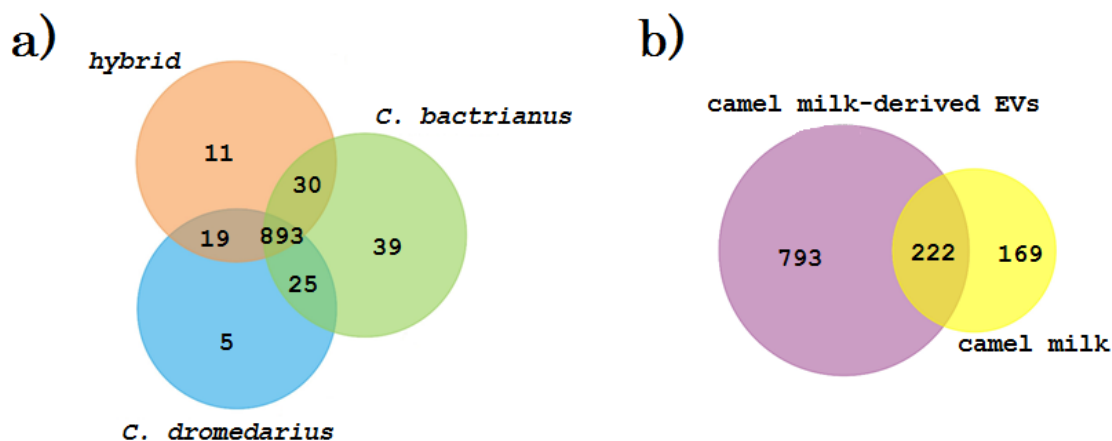 a)
hybrid
C. bactrianus
11
30
19
893
39
25
5
C. dromedarius
b)
camel milk-derived EVs
793
222
169
camel milk